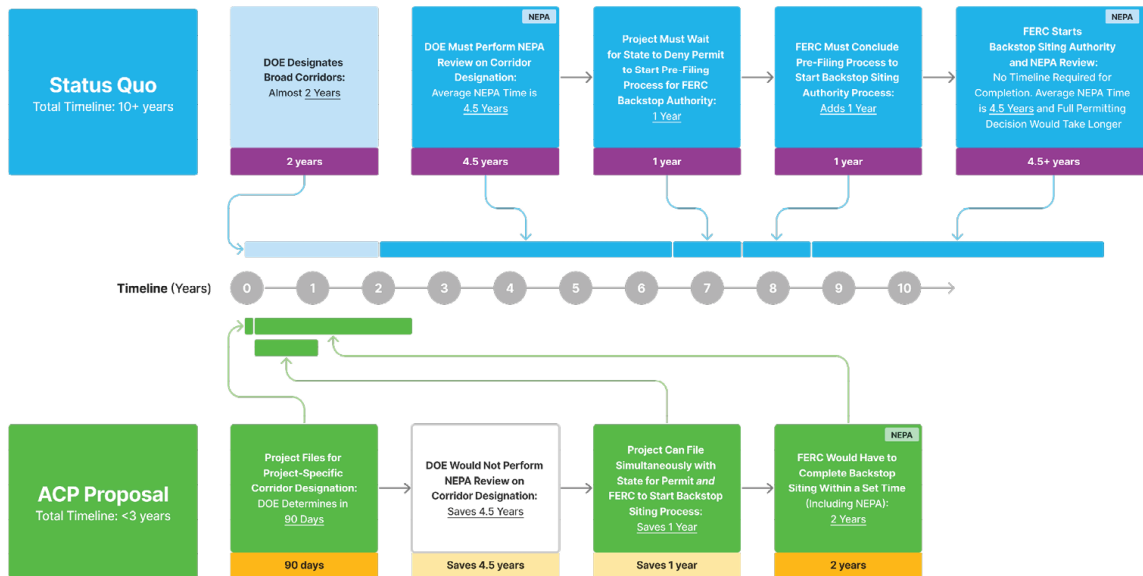 Status Quo
Total Timeline: 10+ years
DOE Designates
Broad Corridors:
Almost 2 Years
2 years
NEPA
DOE Must Perform NEPA
Review on Corridor
Designation:
Average NEPA Time is
4.5 Years
4.5 years
Project Must Wait
for State to Deny Permit
to Start Pre-Filing
Process for FERC
Backstop Authority:
1 Year
1 year
FERC Must Conclude
Pre-Filing Process to
Start Backstop Siting
Authority Process:
Adds 1 Year
1 year
NEPA
FERC Starts
Backstop Siting Authority
and NEPA Review:
No Timeline Required for
Completion. Average NEPA Time
is 4.5 Years and Full Permitting
Decision Would Take Longer
4.5+ years
Timeline (Years)
0 1 2 3 4 5 6 7 8 9 10
ACP Proposal
Total Timeline: <3 years
Project Files for
Project-Specific
Corridor Designation:
DOE Determines in
90 Days
90 days
DOE Would Not Perform
NEPA Review on
Corridor Designation:
Saves 4.5 Years
Saves 4.5 years
Project Can File
Simultaneously with
State for Permit and
FERC to Start Backstop
Siting Process:
Saves 1 Year
Saves 1 year
NEPA
FERC Would Have to
Complete Backstop
Siting Within a Set Time
(Including NEPA):
2 Years
2 years